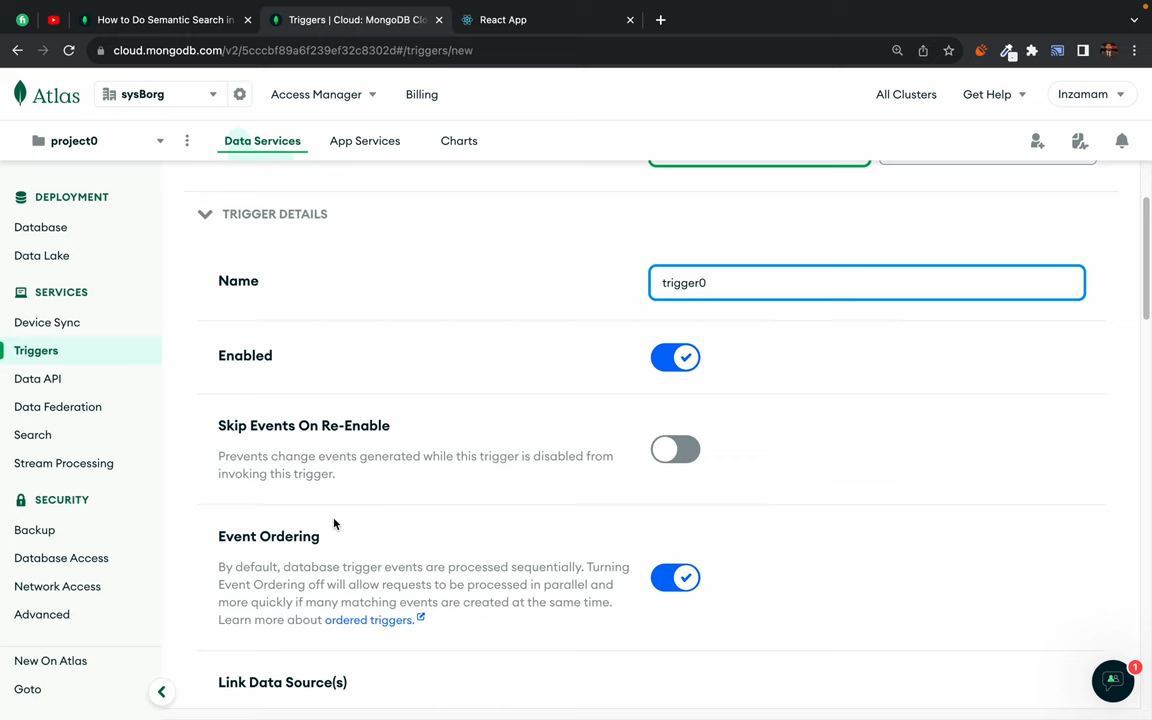 How to Do Semantic Search in
Triggers | Cloud: MongoDB Clo
React App
cloud.mongodb.com/v2/5cccbf89a6f239ef32c8302d#/triggers/new
Atlas
sysBorg
Access Manager
Billing
All Clusters
Get Help
Inzamam
project0
Data Services
App Services
Charts
DEPLOYMENT
Database
Data Lake
SERVICES
Device Sync
Triggers
Data API
Data Federation
Search
Stream Processing
SECURITY
Backup
Database Access
Network Access
Advanced
New On Atlas
Goto
TRIGGER DETAILS
Name
trigger0
Enabled
Skip Events On Re-Enable
Prevents change events generated while this trigger is disabled from
invoking this trigger.
Event Ordering
By default, database trigger events are processed sequentially. Turning
Event Ordering off will allow requests to be processed in parallel and
more quickly if many matching events are created at the same time.
Learn more about ordered triggers.
Link Data Source(s)
1